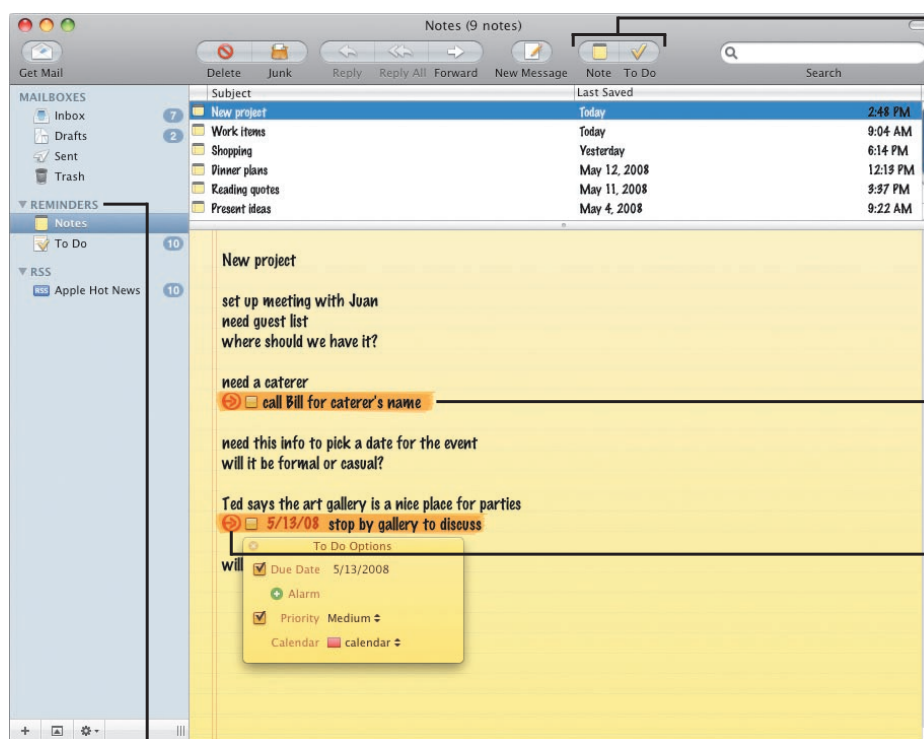 Notes (9 notes)
Get Mail
Delete Junk Reply Reply All Forward New Message Note To Do Search
MAILBOXES
Inbox 7
Drafts 2
Sent
Trash
REMINDERS
Notes
To Do 10
RSS
RSS Apple Hot News 10
Subject Last Saved
New project Today 2:48 PM
Work items Today 9:04 AM
Shopping Yesterday 6:14 PM
Dinner plans May 12, 2008 12:13 PM
Reading quotes May 11, 2008 3:37 PM
Present ideas May 4, 2008 9:22 AM
New project
set up meeting with Juan
need guest list
where should we have it?
need a caterer
call Bill for caterer's name
need this info to pick a date for the event
will it be formal or casual?
Ted says the art gallery is a nice place for parties
5/13/08 stop by gallery to discuss
will
To Do Options
Due Date 5/13/2008
Alarm
Priority Medium
Calendar calendar